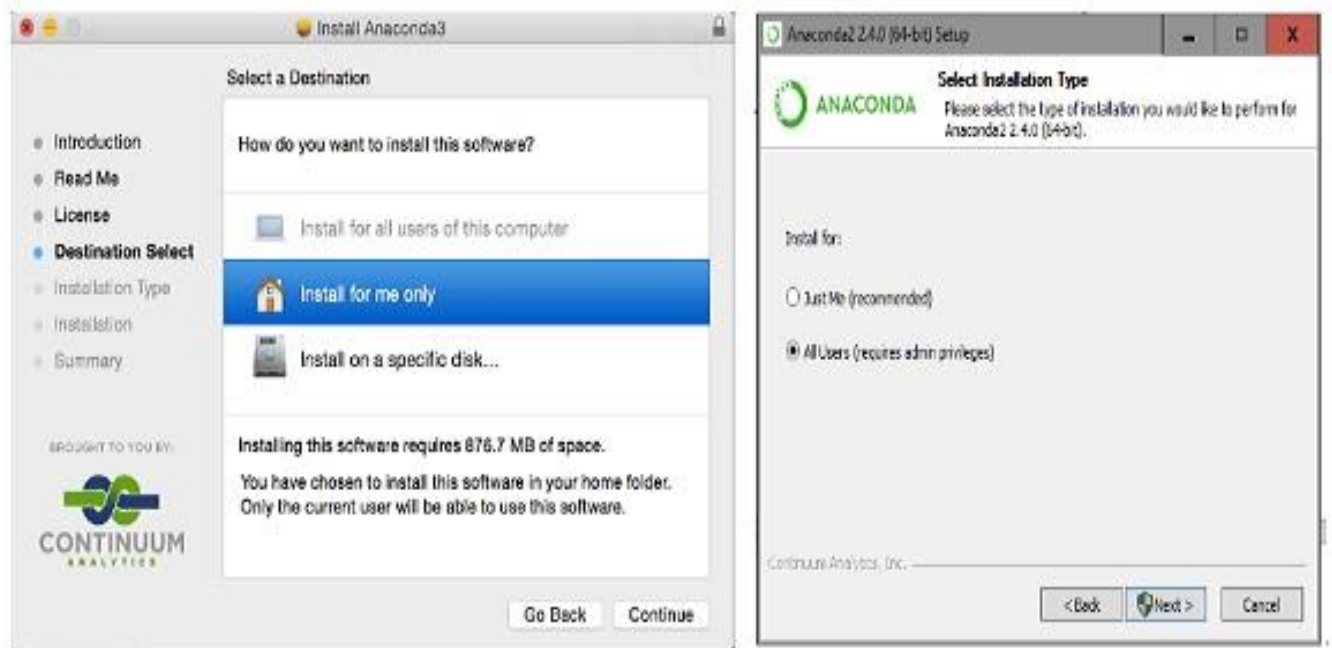 Install Anaconda3
Select a Destination
Introduction
Read Me
License
Destination Select
Installation Type
Installation
Summary
How do you want to install this software?
Install for all users of this computer
Install for me only
Install on a specific disk...
Installing this software requires 876.7 MB of space.
You have chosen to install this software in your home folder.
Only the current user will be able to use this software.
BROUGHT TO YOU BY:
CONTINUUM
ANALYTICS
Go Back
Continue
Anaconda2 2.4.0 (64-bit) Setup
ANACONDA
Select Installation Type
Please select the type of installation you would like to perform for
Anaconda2 2.4.0 (64-bit).
Install for:
Just Me (recommended)
All Users (requires admin privileges)
Continuum Analytics, Inc.
< Back
Next >
Cancel